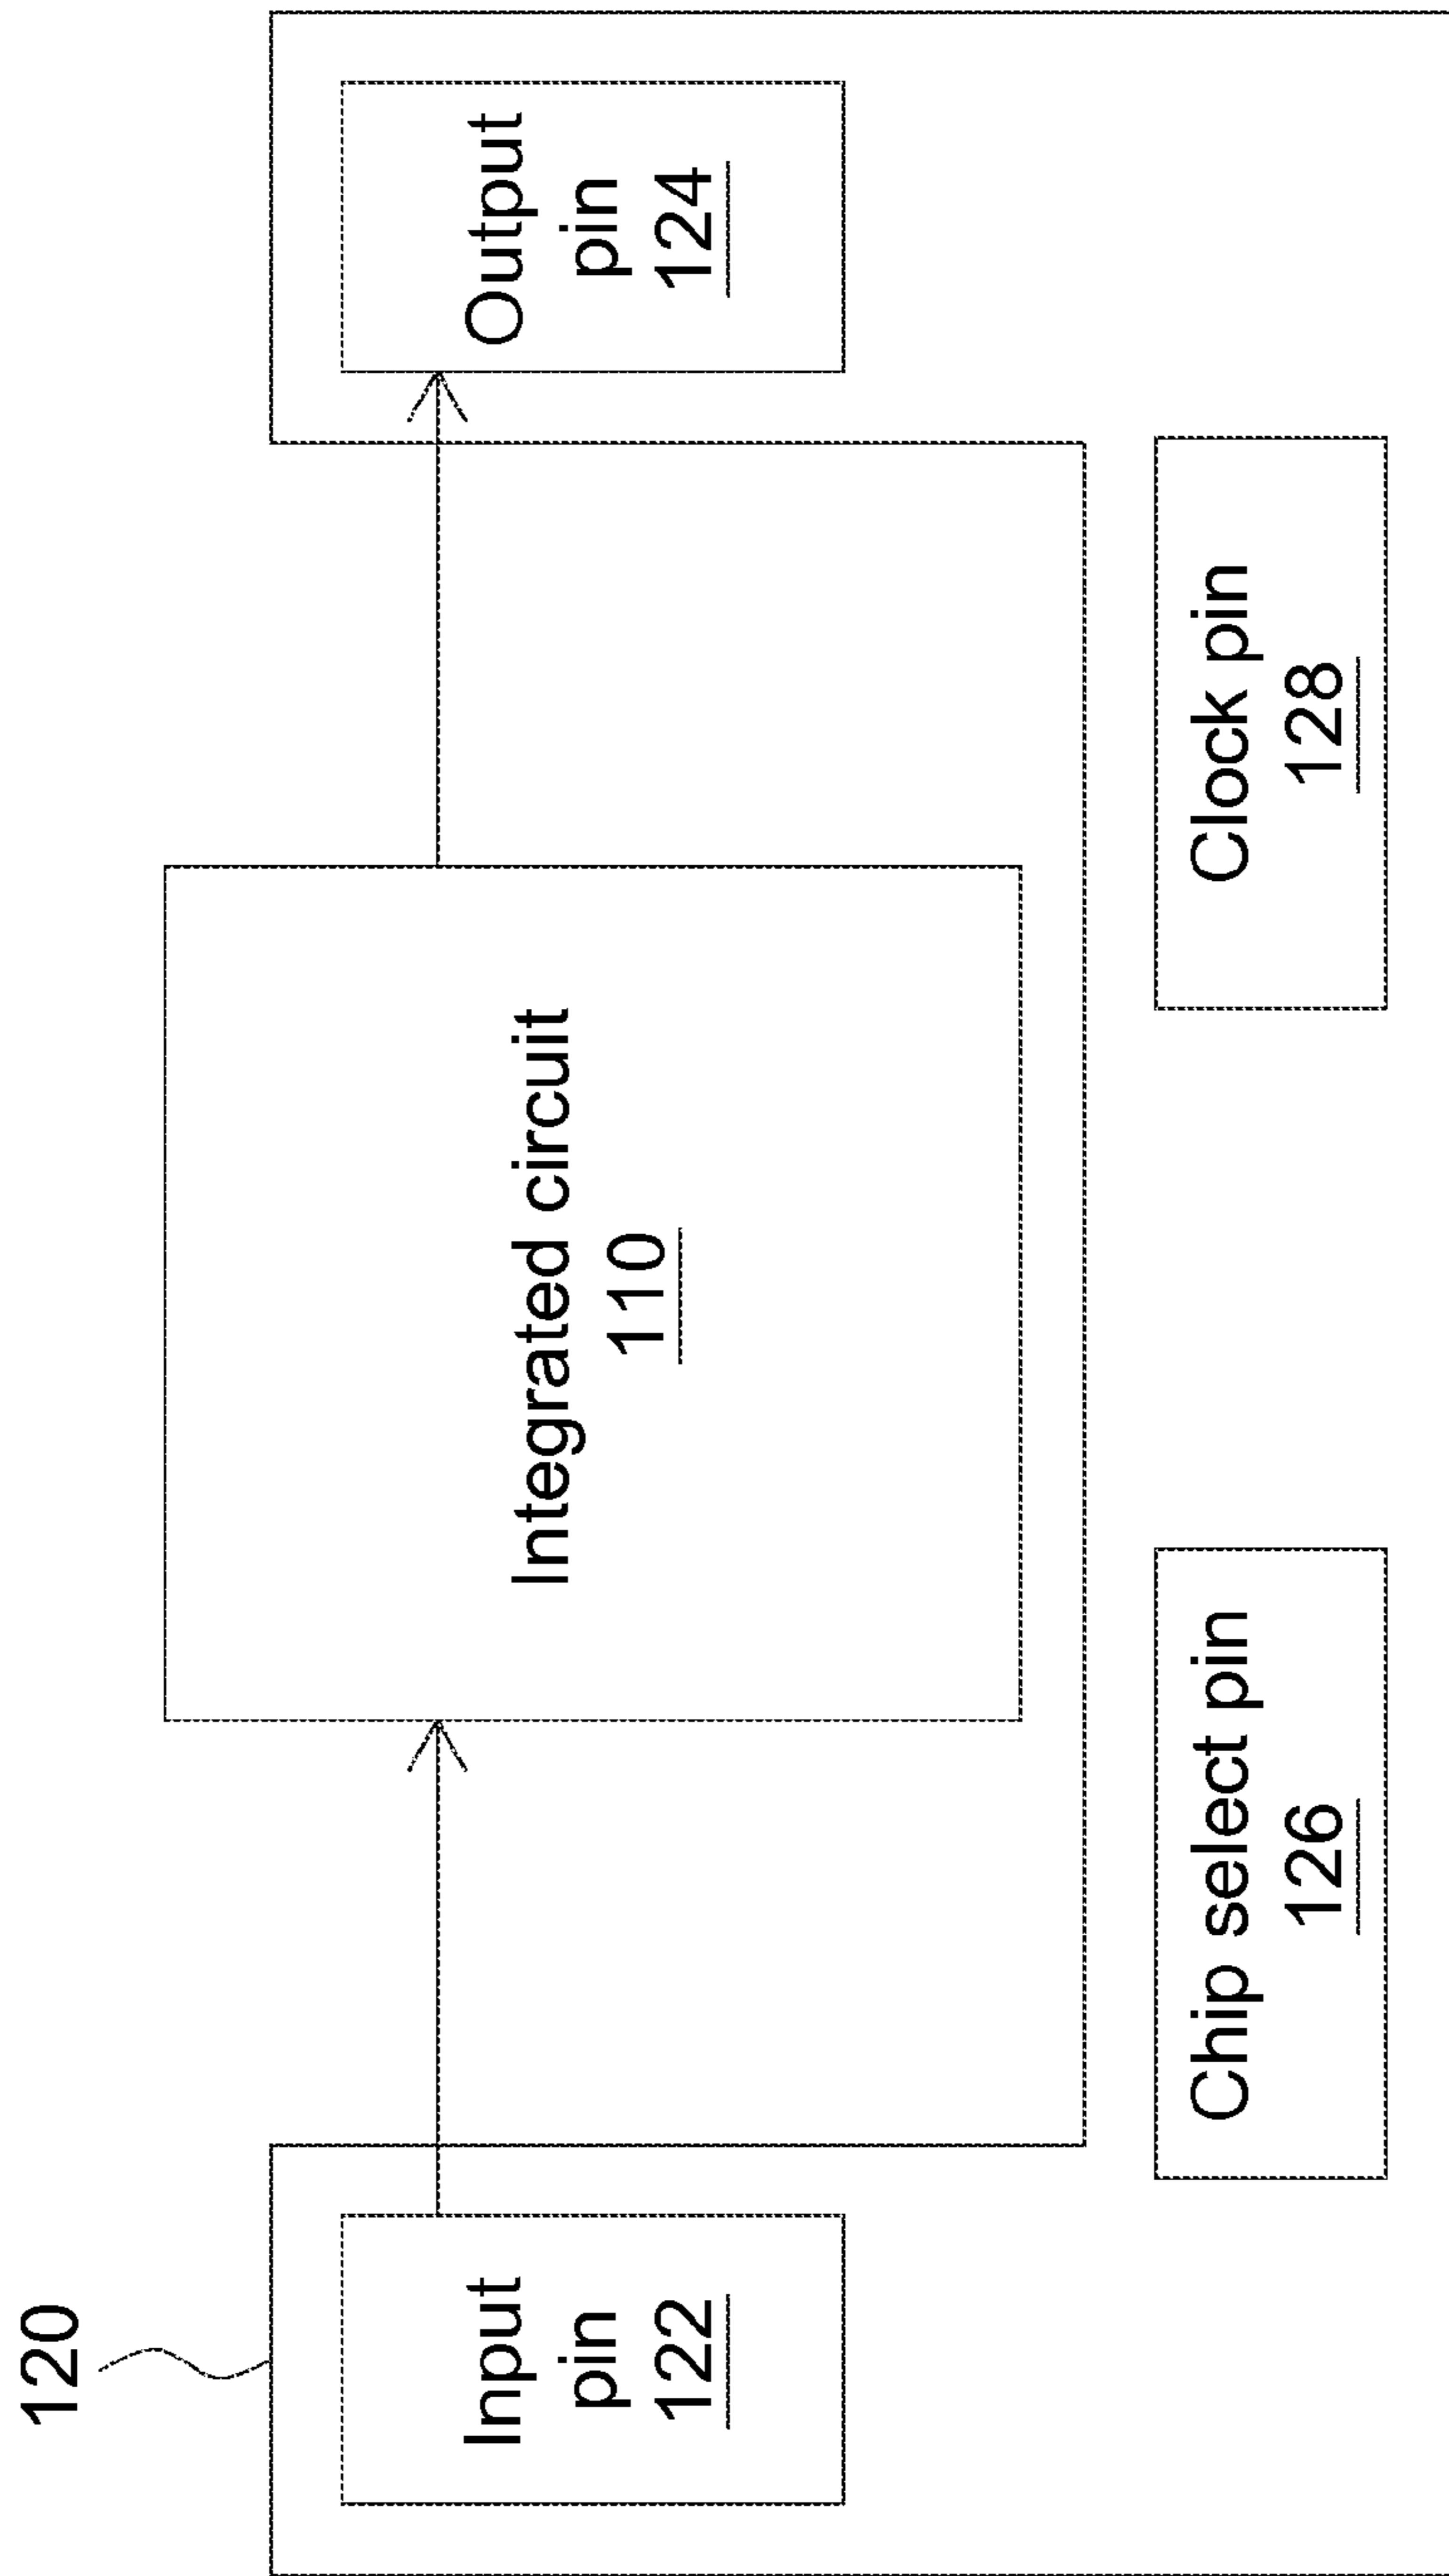 120
Input
pin
122
Integrated circuit
110
Output
pin
124
Chip select pin
126
Clock pin
128